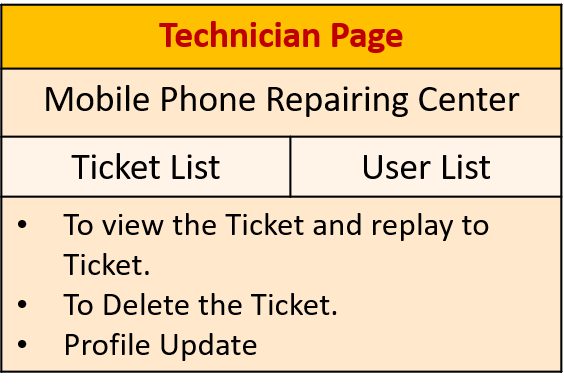 Technician Page
Mobile Phone Repairing Center
Ticket List
User List
• To view the Ticket and replay to
Ticket.
• To Delete the Ticket.
• Profile Update